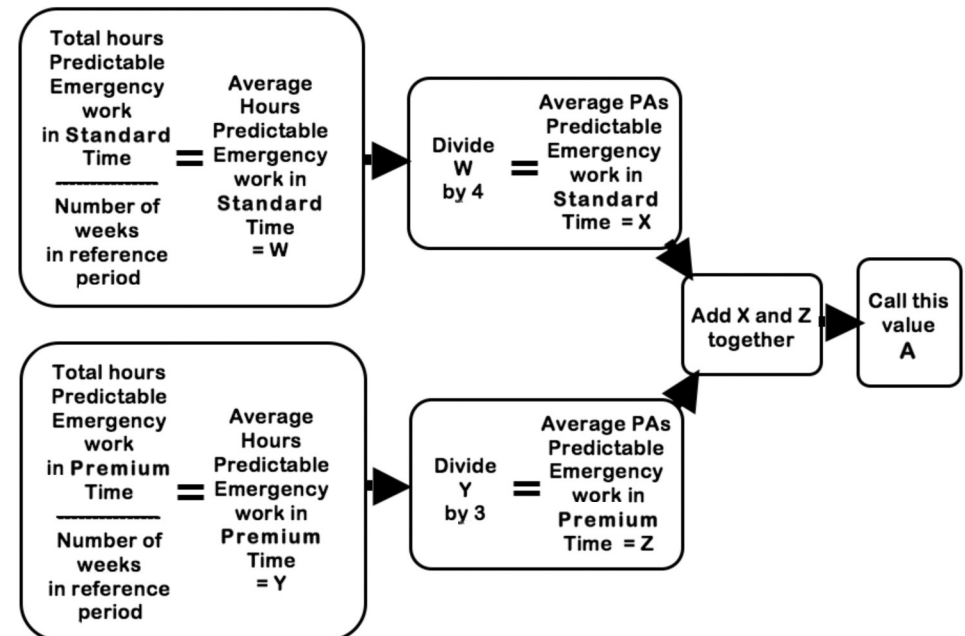 Total hours
Predictable
Emergency
work
in Standard
Time
Number of
weeks
in reference
period
=
Average
Hours
Predictable
Emergency
work in
Standard
Time
= W
Divide
W
by 4
=
Average PAs
Predictable
Emergency
work in
Standard
Time = X
Total hours
Predictable
Emergency
work
in Premium
Time
Number of
weeks
in reference
period
=
Average
Hours
Predictable
Emergency
work in
Premium
Time
= Y
Divide
Y
by 3
=
Average PAs
Predictable
Emergency
work in
Premium
Time = Z
Add X and Z
together
Call this
value
A